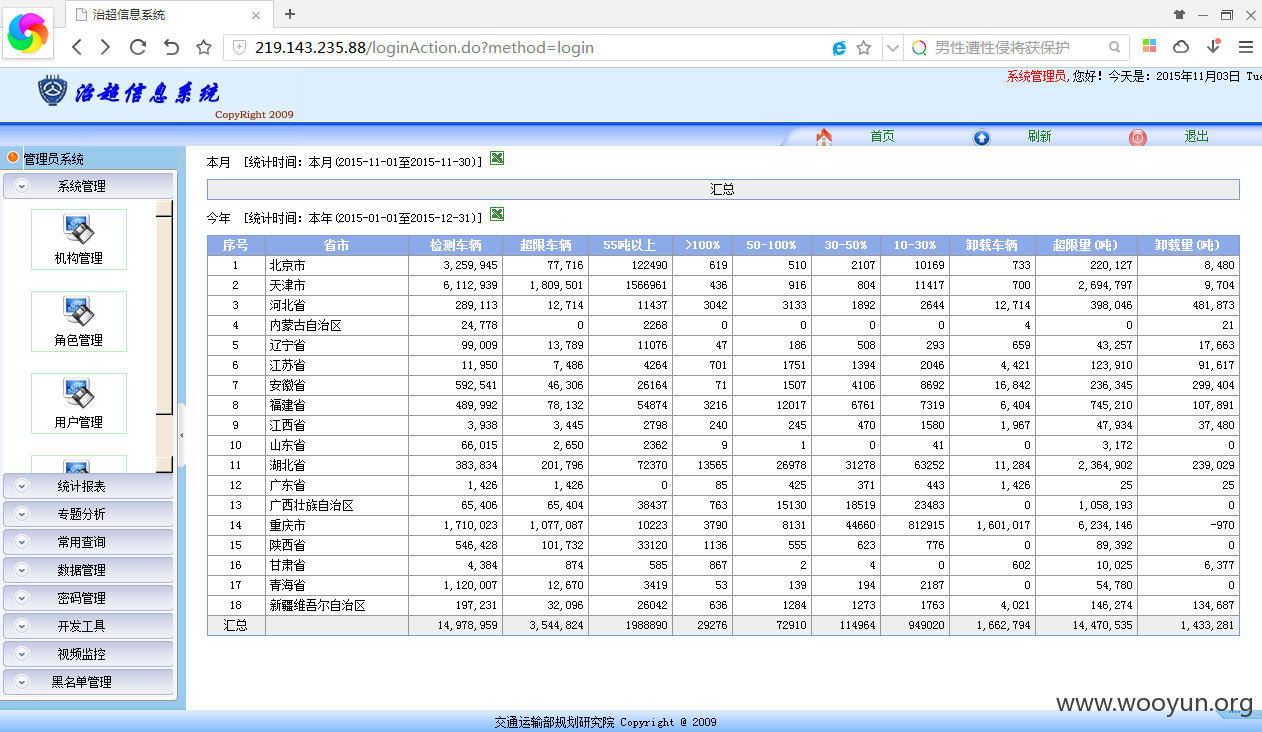 治超信息系统
219.143.235.88/loginAction.do?method=login
男性遭性侵将获保护
治超信息系统
CopyRight 2009
系统管理员,您好！今天是：2015年11月03日 Tue
首页 刷新 退出
管理员系统
系统管理
机构管理
角色管理
用户管理
统计报表
专题分析
常用查询
数据管理
密码管理
开发工具
视频监控
黑名单管理
本月 [统计时间：本月(2015-11-01至2015-11-30)]
汇总
今年 [统计时间：本年(2015-01-01至2015-12-31)]
序号 省市 检测车辆 超限车辆 55吨以上 >100% 50-100% 30-50% 10-30% 卸载车辆 超限量(吨) 卸载量(吨)
1 北京市 3,259,945 77,716 122490 619 510 2107 10169 733 220,127 8,480
2 天津市 6,112,939 1,809,501 1566961 436 916 804 11417 700 2,694,797 9,704
3 河北省 289,113 12,714 11437 3042 3133 1892 2644 12,714 398,046 481,873
4 内蒙古自治区 24,778 0 2268 0 0 0 0 4 0 21
5 辽宁省 99,009 13,789 11076 47 186 508 293 659 43,257 17,663
6 江苏省 11,950 7,486 4264 701 1751 1394 2046 4,421 123,910 91,617
7 安徽省 592,541 46,306 26164 71 1507 4106 8692 16,842 236,345 299,404
8 福建省 489,992 78,132 54874 3216 12017 6761 7319 6,404 745,210 107,891
9 江西省 3,938 3,445 2798 240 245 470 1580 1,967 47,934 37,480
10 山东省 66,015 2,650 2362 9 1 0 41 0 3,172 0
11 湖北省 383,834 201,796 72370 13565 26978 31278 63252 11,284 2,364,902 239,029
12 广东省 1,426 1,426 0 85 425 371 443 1,426 25 25
13 广西壮族自治区 65,406 65,404 38437 763 15130 18519 23483 0 1,058,193 0
14 重庆市 1,710,023 1,077,087 10223 3790 8131 44660 812915 1,601,017 6,234,146 -970
15 陕西省 546,428 101,732 33120 1136 555 623 776 0 89,392 0
16 甘肃省 4,384 874 585 867 2 4 0 602 10,025 6,377
17 青海省 1,120,007 12,670 3419 53 139 194 2187 0 54,780 0
18 新疆维吾尔自治区 197,231 32,096 26042 636 1284 1273 1763 4,021 146,274 134,687
汇总 14,978,959 3,544,824 1988890 29276 72910 114964 949020 1,662,794 14,470,535 1,433,281
www.wooyun.org
交通运输部规划研究院 Copyright @ 2009